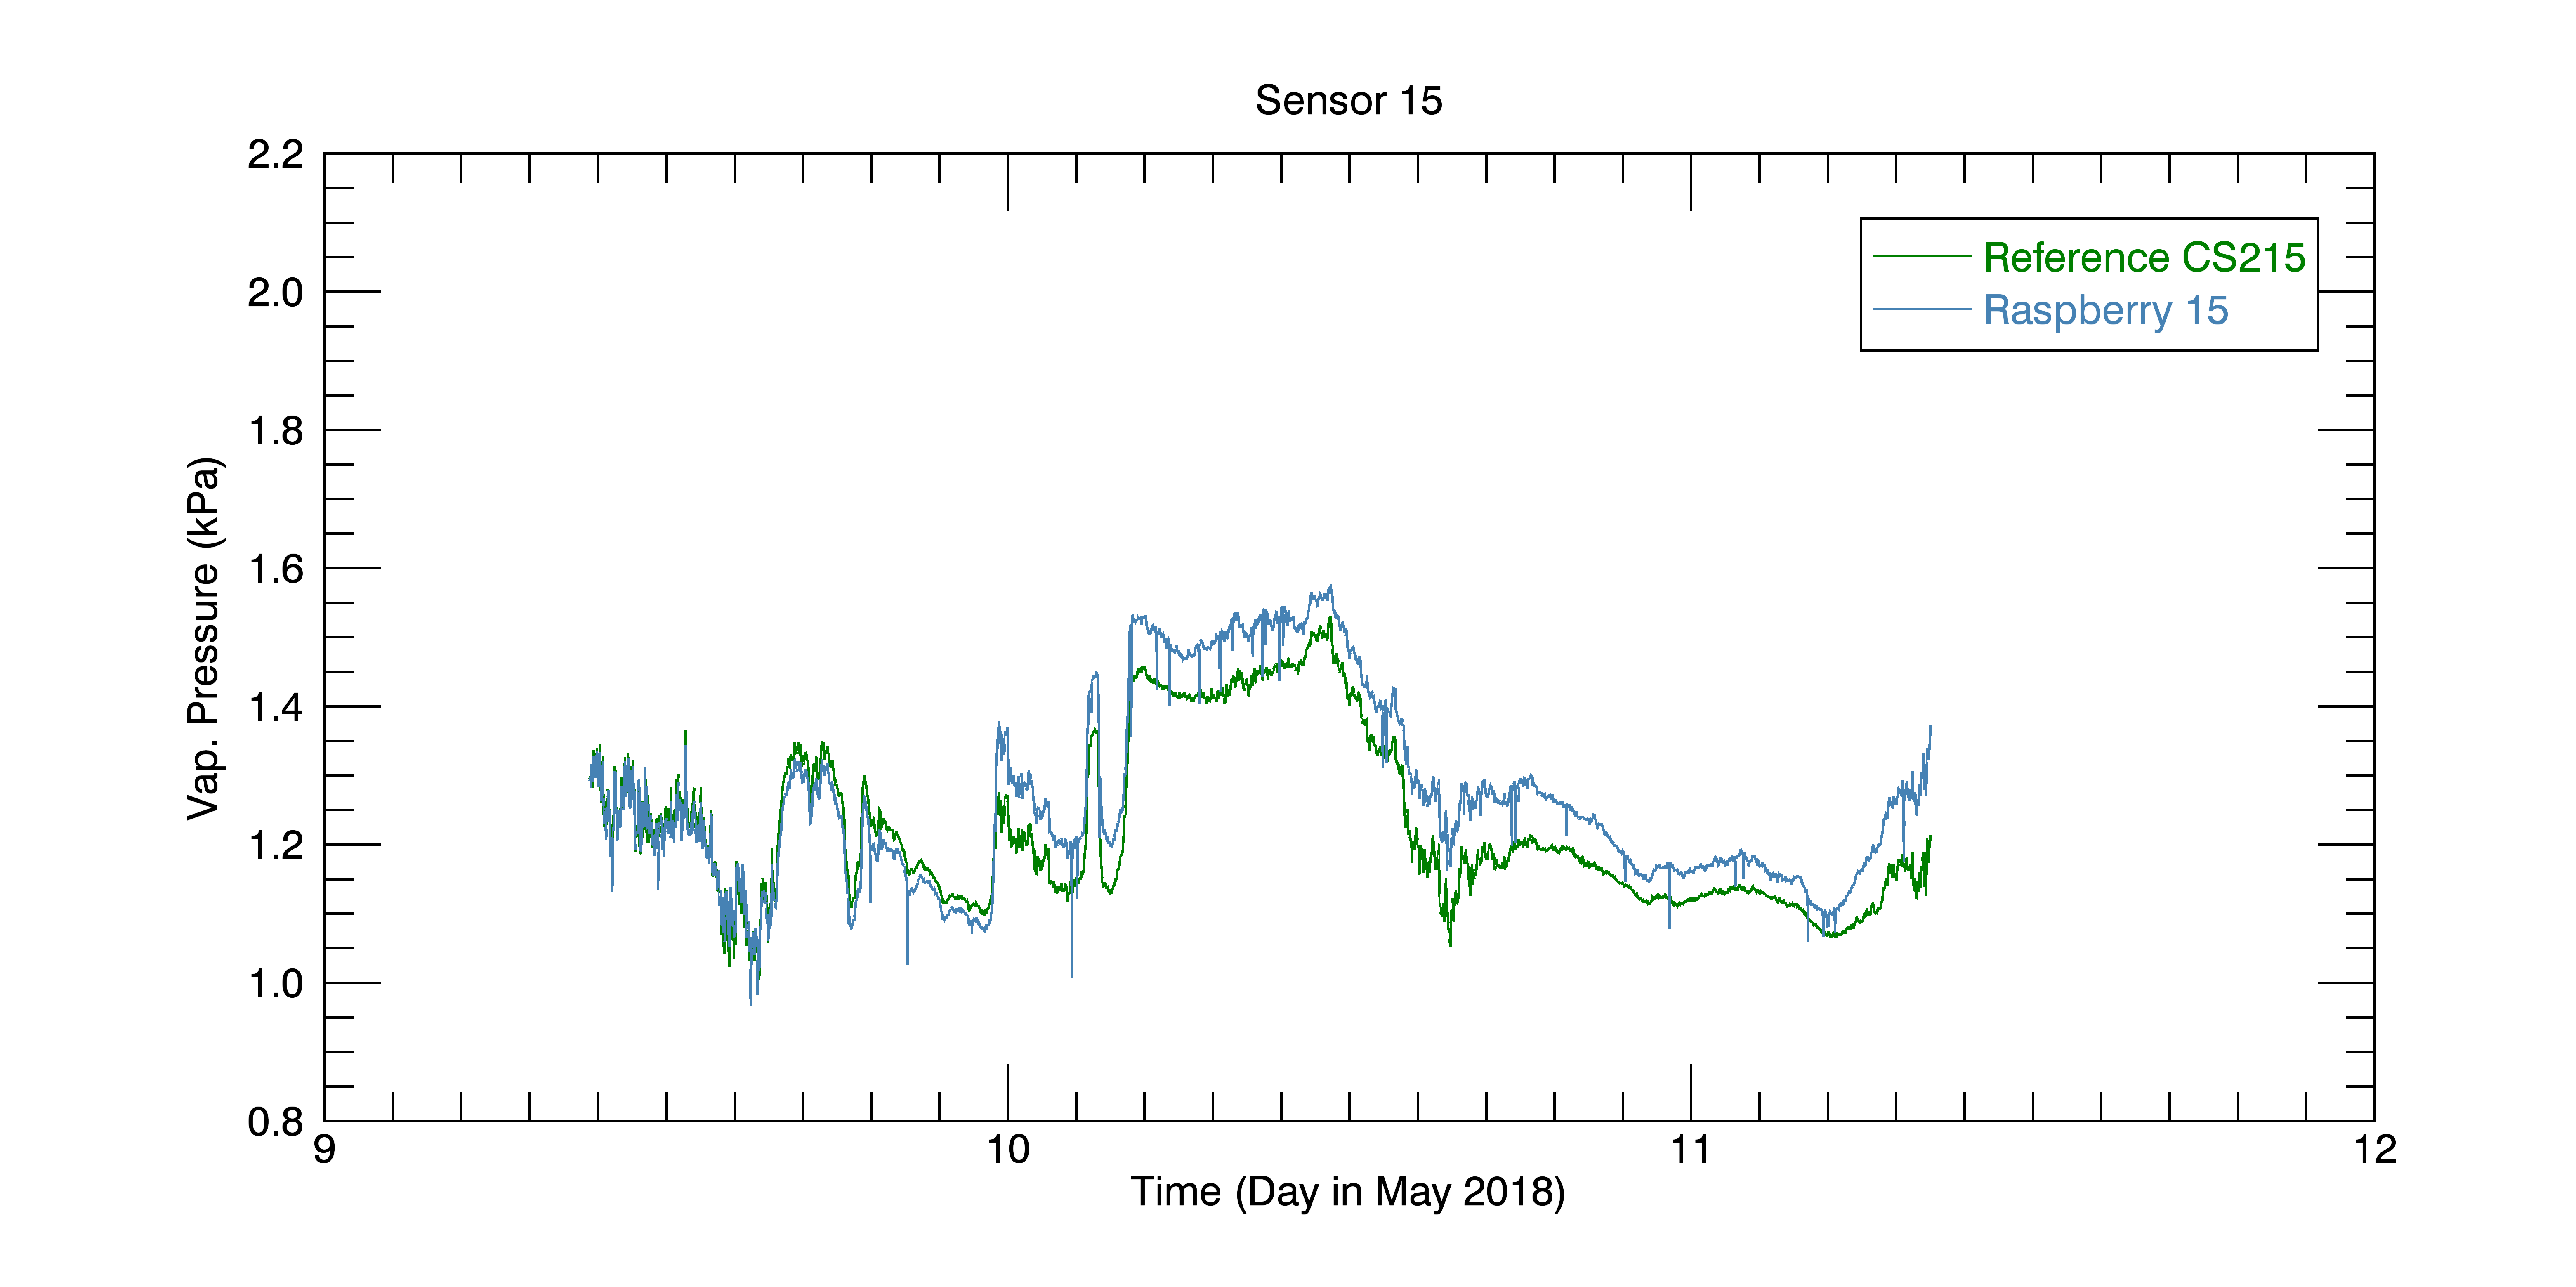 Sensor 15
2.2
2.0
1.8
1.6
1.4
1.2
1.0
0.8
Vap. Pressure (kPa)
Reference CS215
Raspberry 15
9 10 11 12
Time (Day in May 2018)